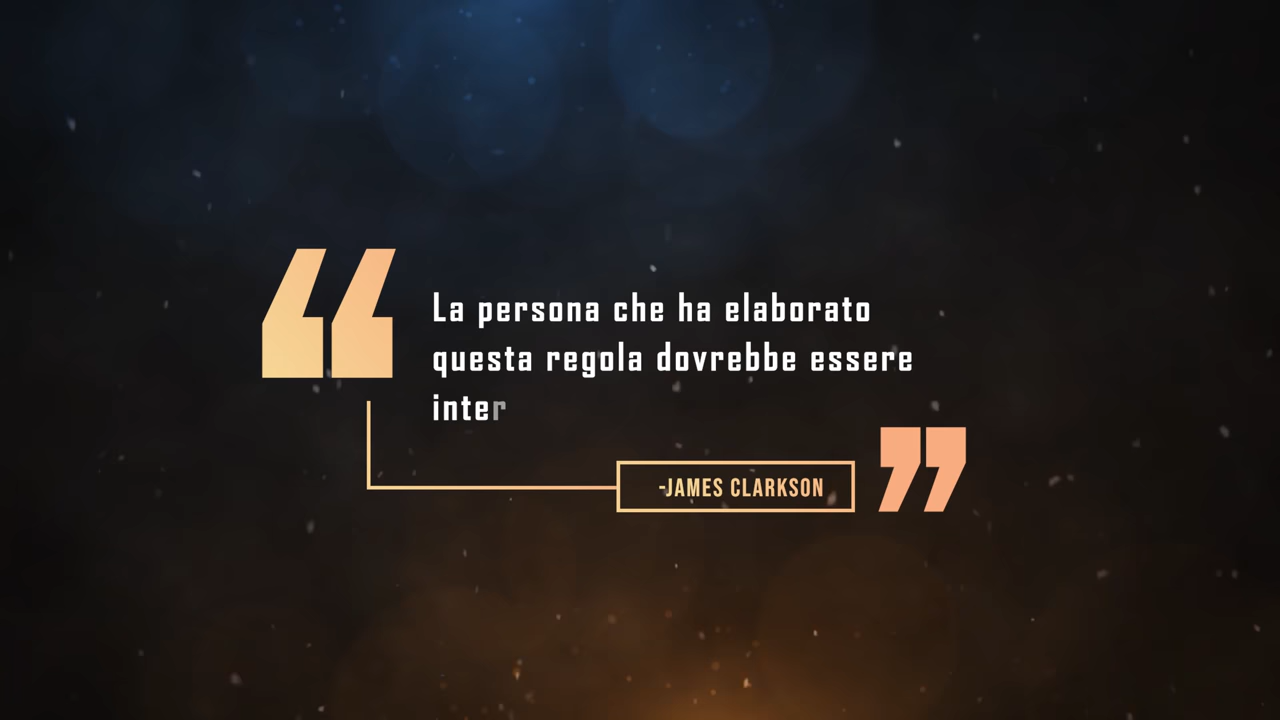 La persona che ha elaborato
questa regola dovrebbe essere
inter
-JAMES CLARKSON